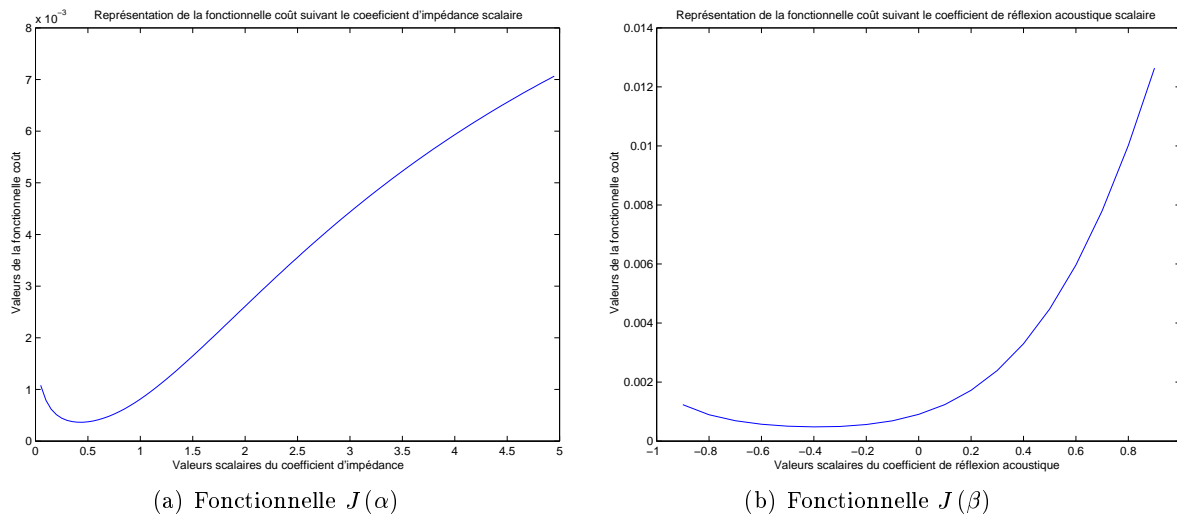 Représentation de la fonctionnelle coût suivant le coeeficient d'impédance scalaire
x 10⁻³
8
7
6
5
4
3
2
1
0
Valeurs de la fonctionnelle coût
0 0.5 1 1.5 2 2.5 3 3.5 4 4.5 5
Valeurs scalaires du coefficient d'impédance
(a) Fonctionnelle J (α)
Représentation de la fonctionnelle coût suivant le coefficient de réflexion acoustique scalaire
0.014
0.012
0.01
0.008
0.006
0.004
0.002
0
Valeurs de la fonctionnelle coût
−1 −0.8 −0.6 −0.4 −0.2 0 0.2 0.4 0.6 0.8
Valeurs scalaires du coefficient de réflexion acoustique
(b) Fonctionnelle J (β)